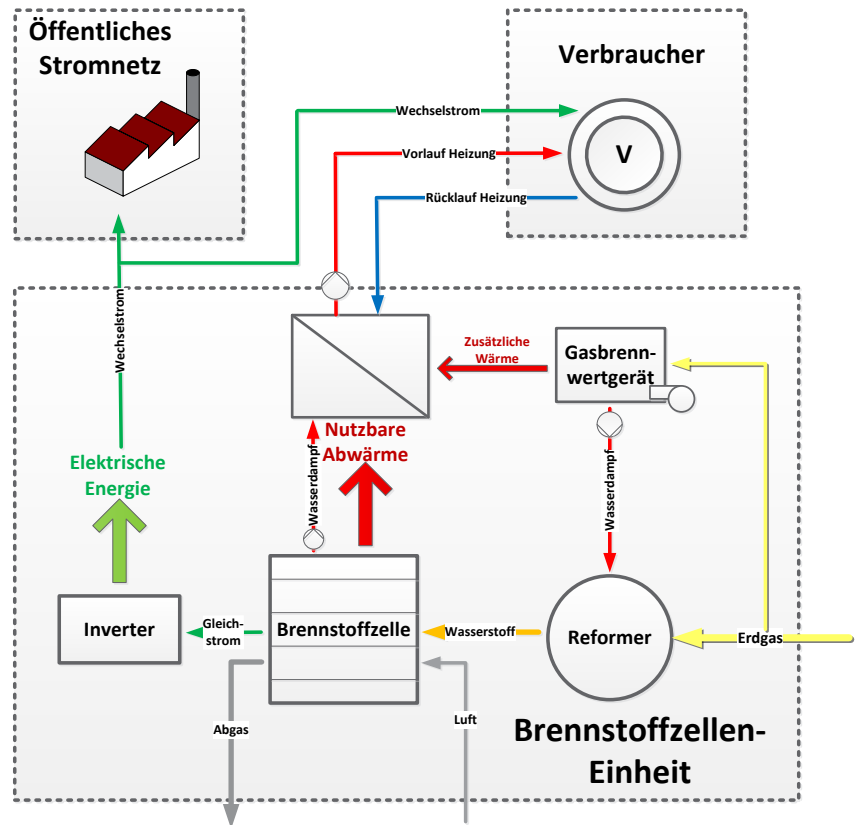 Öffentliches
Stromnetz
Verbraucher
Wechselstrom
Vorlauf Heizung
V
Rücklauf Heizung
Wechselstrom
Zusätzliche
Wärme
Gasbrenn-
wertgerät
Nutzbare
Abwärme
Elektrische
Energie
Wasserdampf
Wasserdampf
Inverter
Gleich-
strom
Brennstoffzelle
Wasserstoff
Reformer
Erdgas
Abgas
Luft
Brennstoffzellen-
Einheit